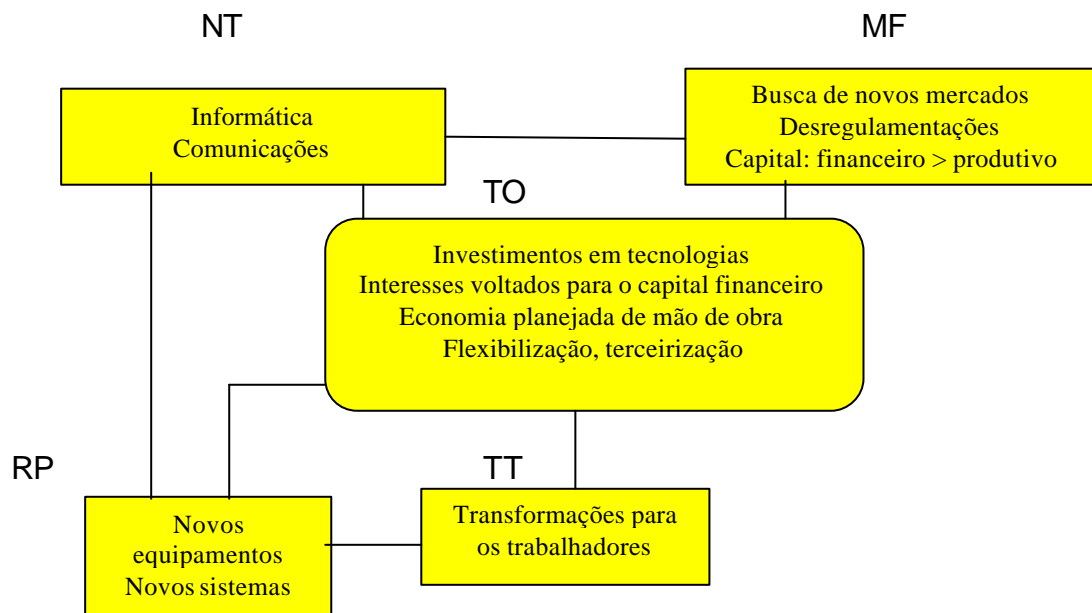 NT
MF
Informática
Comunicações
Busca de novos mercados
Desregulamentações
Capital: financeiro > produtivo
TO
Investimentos em tecnologias
Interesses voltados para o capital financeiro
Economia planejada de mão de obra
Flexibilização, terceirização
RP
TT
Novos
equipamentos
Novos sistemas
Transformações para
os trabalhadores